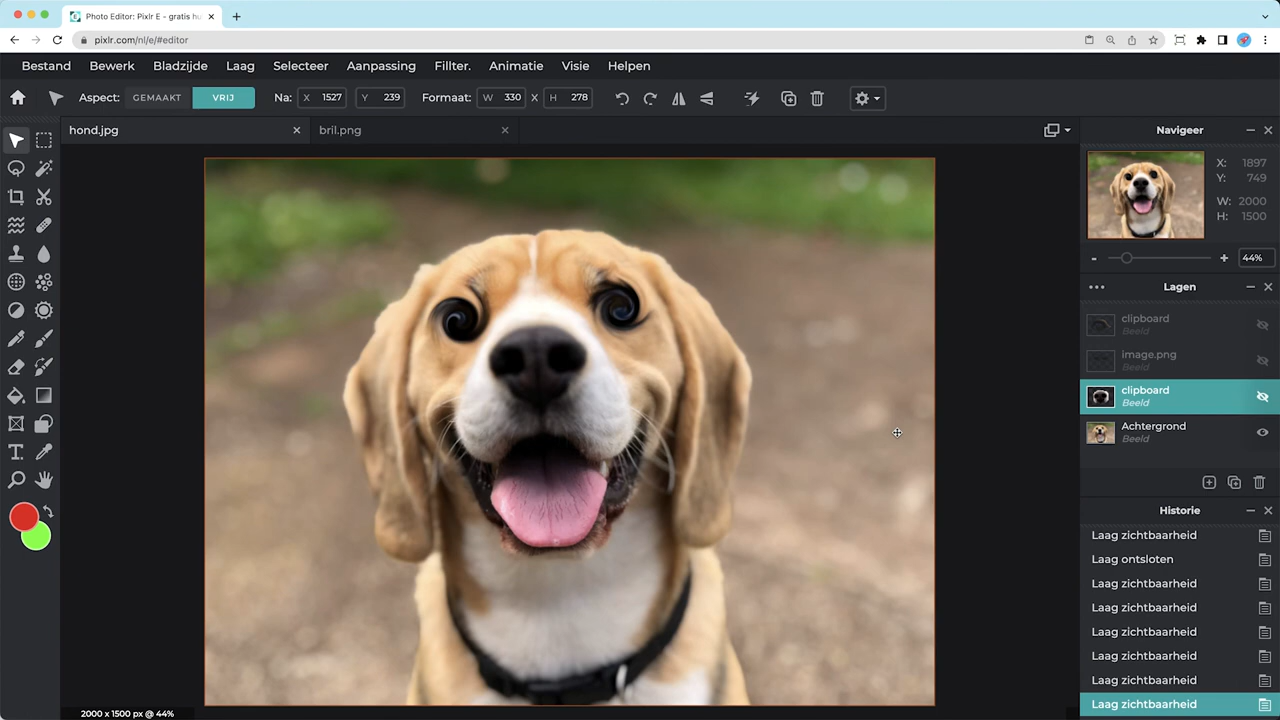 Photo Editor: Pixlr E - gratis hu
pixlr.com/nl/e/#editor
Bestand Bewerk Bladzijde Laag Selecteer Aanpassing Fillter. Animatie Visie Helpen
Aspect: GEMAAKT VRIJ Na: X 1527 Y 239 Formaat: W 330 X H 278
hond.jpg bril.png
Navigeer
X: 1897
Y: 749
W: 2000
H: 1500
- + 44%
Lagen
clipboard
Beeld
image.png
Beeld
clipboard
Beeld
Achtergrond
Beeld
Historie
Laag zichtbaarheid
Laag ontsloten
Laag zichtbaarheid
Laag zichtbaarheid
Laag zichtbaarheid
Laag zichtbaarheid
Laag zichtbaarheid
Laag zichtbaarheid
2000 x 1500 px @ 44%